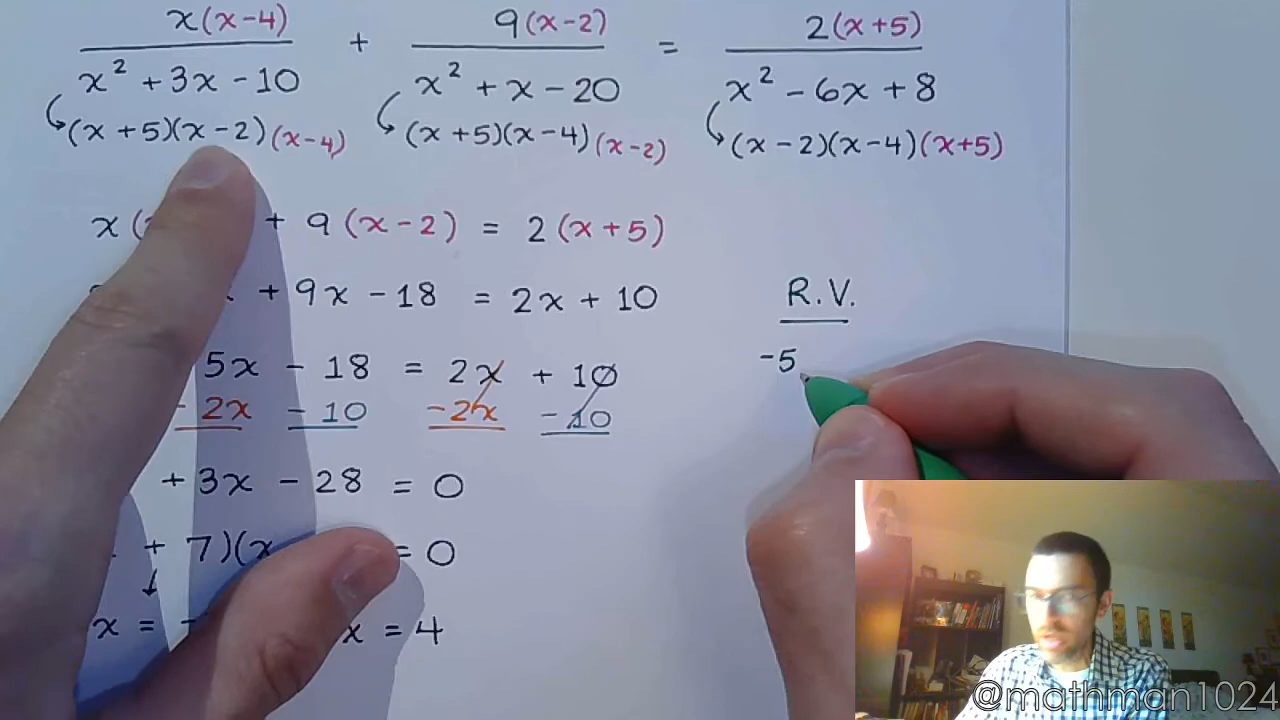 x(x-4) + 9(x-2) = 2(x+5)
x² + 3x - 10 x² + x - 20 x² - 6x + 8
(x+5)(x-2)(x-4) (x+5)(x-4)(x-2) (x-2)(x-4)(x+5)
x( + 9(x-2) = 2(x+5)
+ 9x - 18 = 2x + 10
R.V.
5x - 18 = 2x + 10
-5
- 2x - 10 -2x - 10
+ 3x - 28 = 0
+ 7)(x = 0
x = - x = 4
@mathman1024